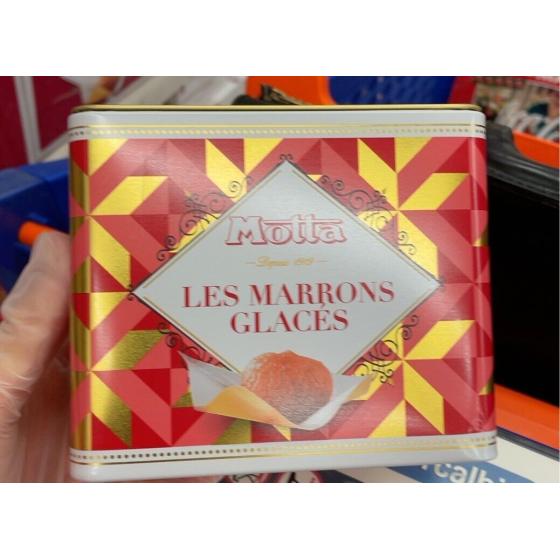 Motta
Depuis 1919
LES MARRONS
GLACÉS